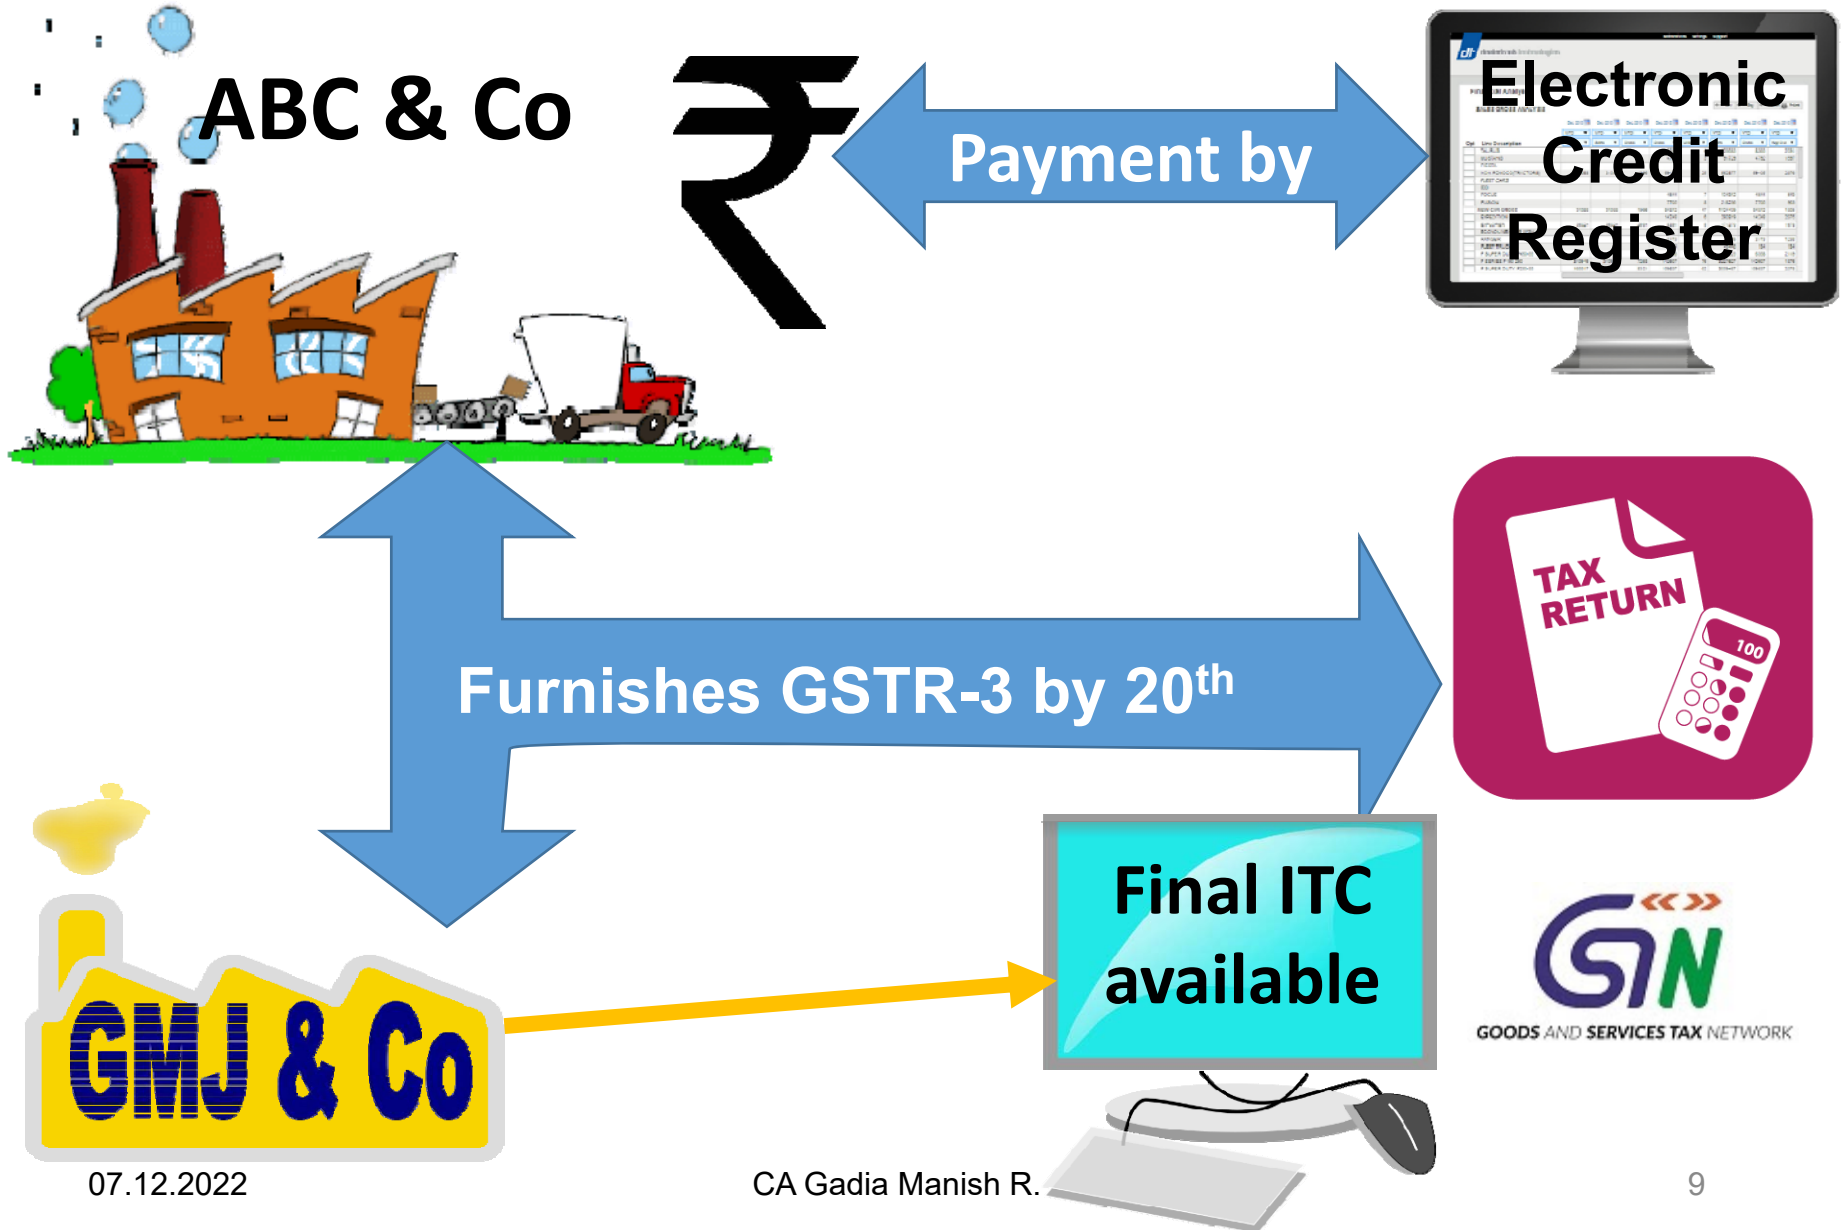 ABC & Co
Payment by
Electronic
Credit
Register
TAX
RETURN
100
Furnishes GSTR-3 by 20th
Final ITC
available
GSTN
GOODS AND SERVICES TAX NETWORK
GMJ & Co
07.12.2022
CA Gadia Manish R.
9